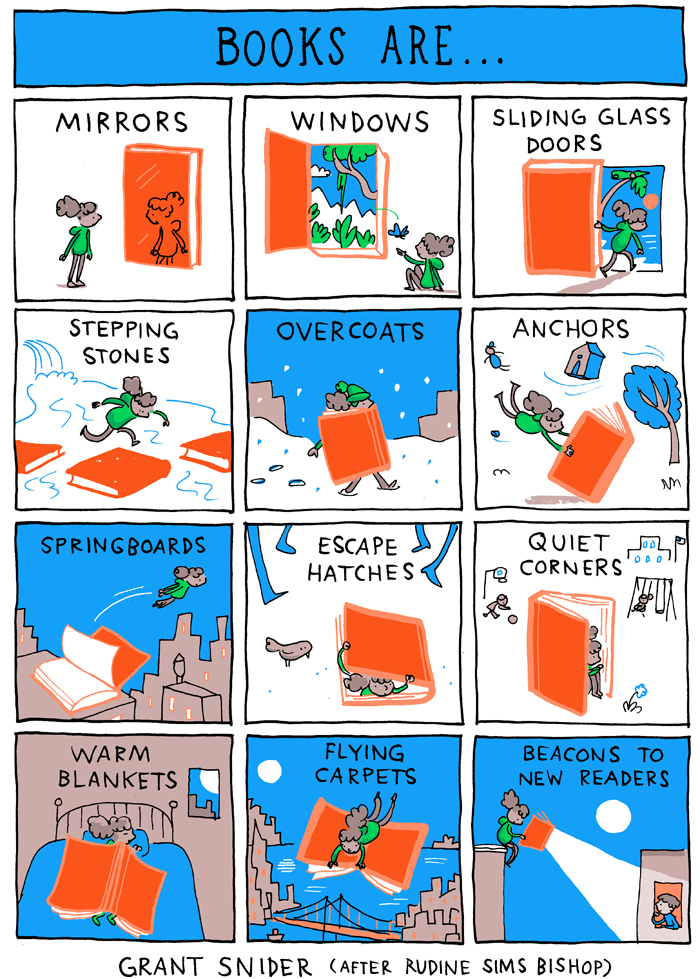 BOOKS ARE...
MIRRORS
WINDOWS
SLIDING GLASS
DOORS
STEPPING
STONES
OVERCOATS
ANCHORS
SPRINGBOARDS
ESCAPE
HATCHES
QUIET
CORNERS
WARM
BLANKETS
FLYING
CARPETS
BEACONS TO
NEW READERS
GRANT SNIDER (AFTER RUDINE SIMS BISHOP)